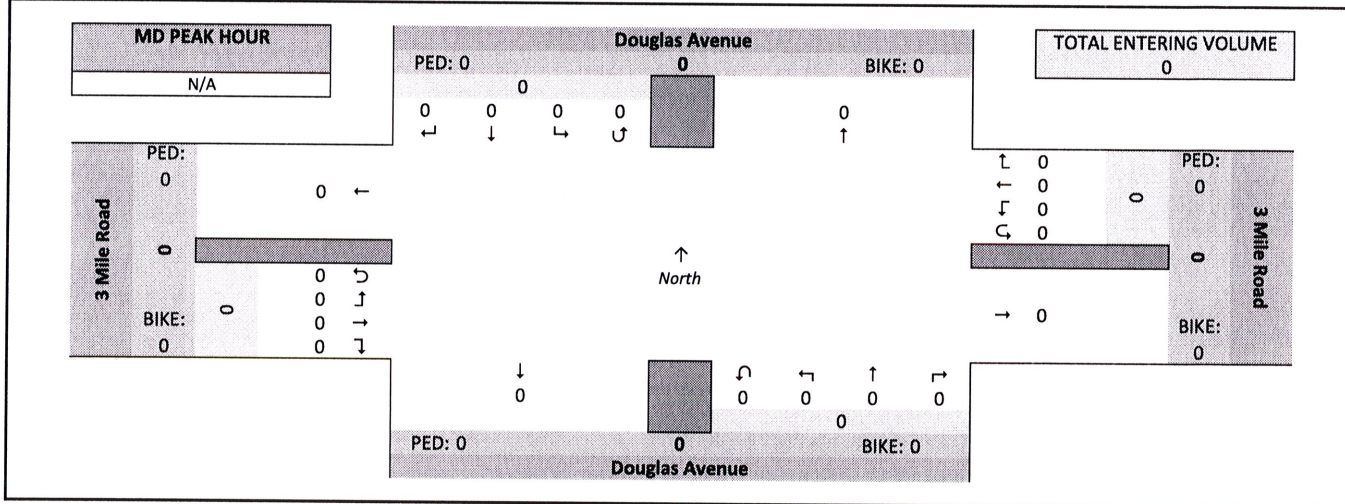 MD PEAK HOUR
N/A
Douglas Avenue
PED: 0 0 BIKE: 0
0
0 0 0 0 0
↵ ↓ ↳ ↺ ↑
TOTAL ENTERING VOLUME
0
3 Mile Road
PED:
0
0
BIKE:
0
0
0 ←
0 ↺
0 ↱
0 →
0 ↴
↑
North
↰ 0
← 0
↲ 0
↺ 0
→ 0
0
PED:
0
0
BIKE:
0
3 Mile Road
↓
0
↺ ↰ ↑ ↱
0 0 0 0
0
PED: 0 0 BIKE: 0
Douglas Avenue